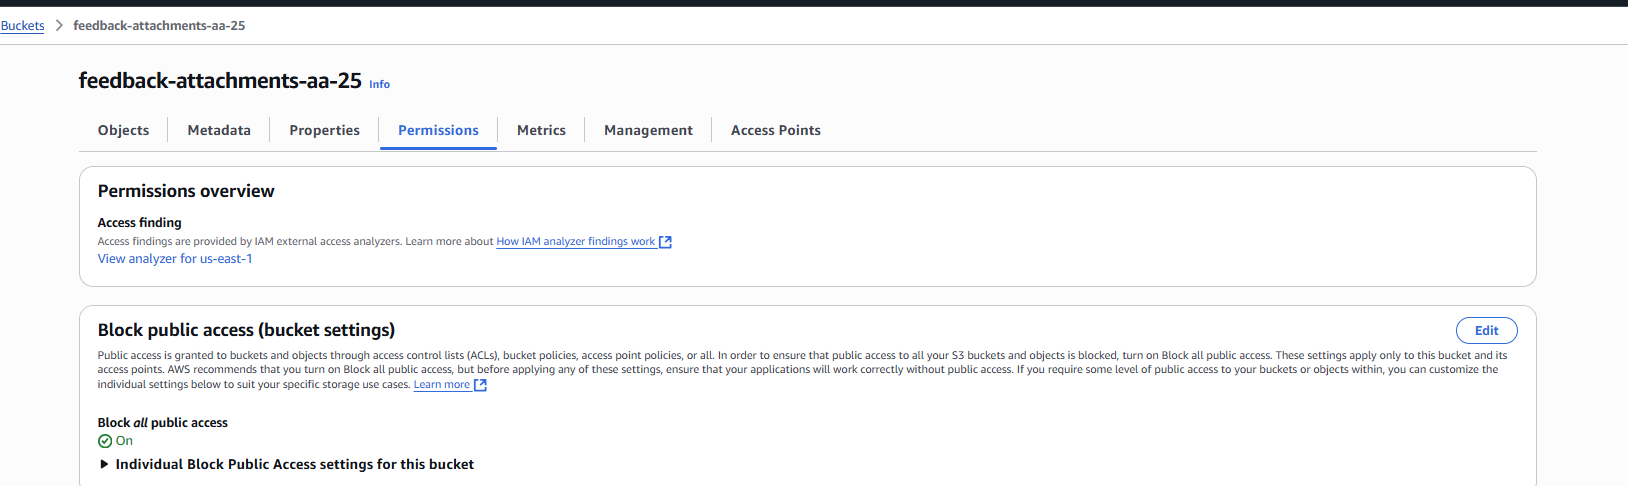 Buckets > feedback-attachments-aa-25
feedback-attachments-aa-25 Info
Objects Metadata Properties Permissions Metrics Management Access Points
Permissions overview
Access finding
Access findings are provided by IAM external access analyzers. Learn more about How IAM analyzer findings work
View analyzer for us-east-1
Block public access (bucket settings) Edit
Public access is granted to buckets and objects through access control lists (ACLs), bucket policies, access point policies, or all. In order to ensure that public access to all your S3 buckets and objects is blocked, turn on Block all public access. These settings apply only to this bucket and its
access points. AWS recommends that you turn on Block all public access, but before applying any of these settings, ensure that your applications will work correctly without public access. If you require some level of public access to your buckets or objects within, you can customize the
individual settings below to suit your specific storage use cases. Learn more
Block all public access
On
Individual Block Public Access settings for this bucket